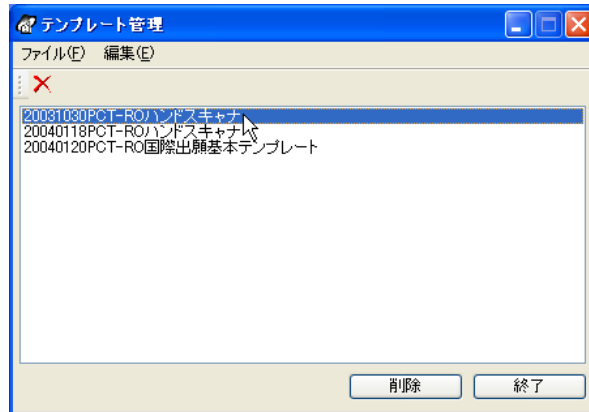 テンプレート管理
ファイル(F) 編集(E)
20031030PCT-ROハンドスキャナ
20040118PCT-ROハンドスキャナ
20040120PCT-RO国際出願基本テンプレート
削除 終了